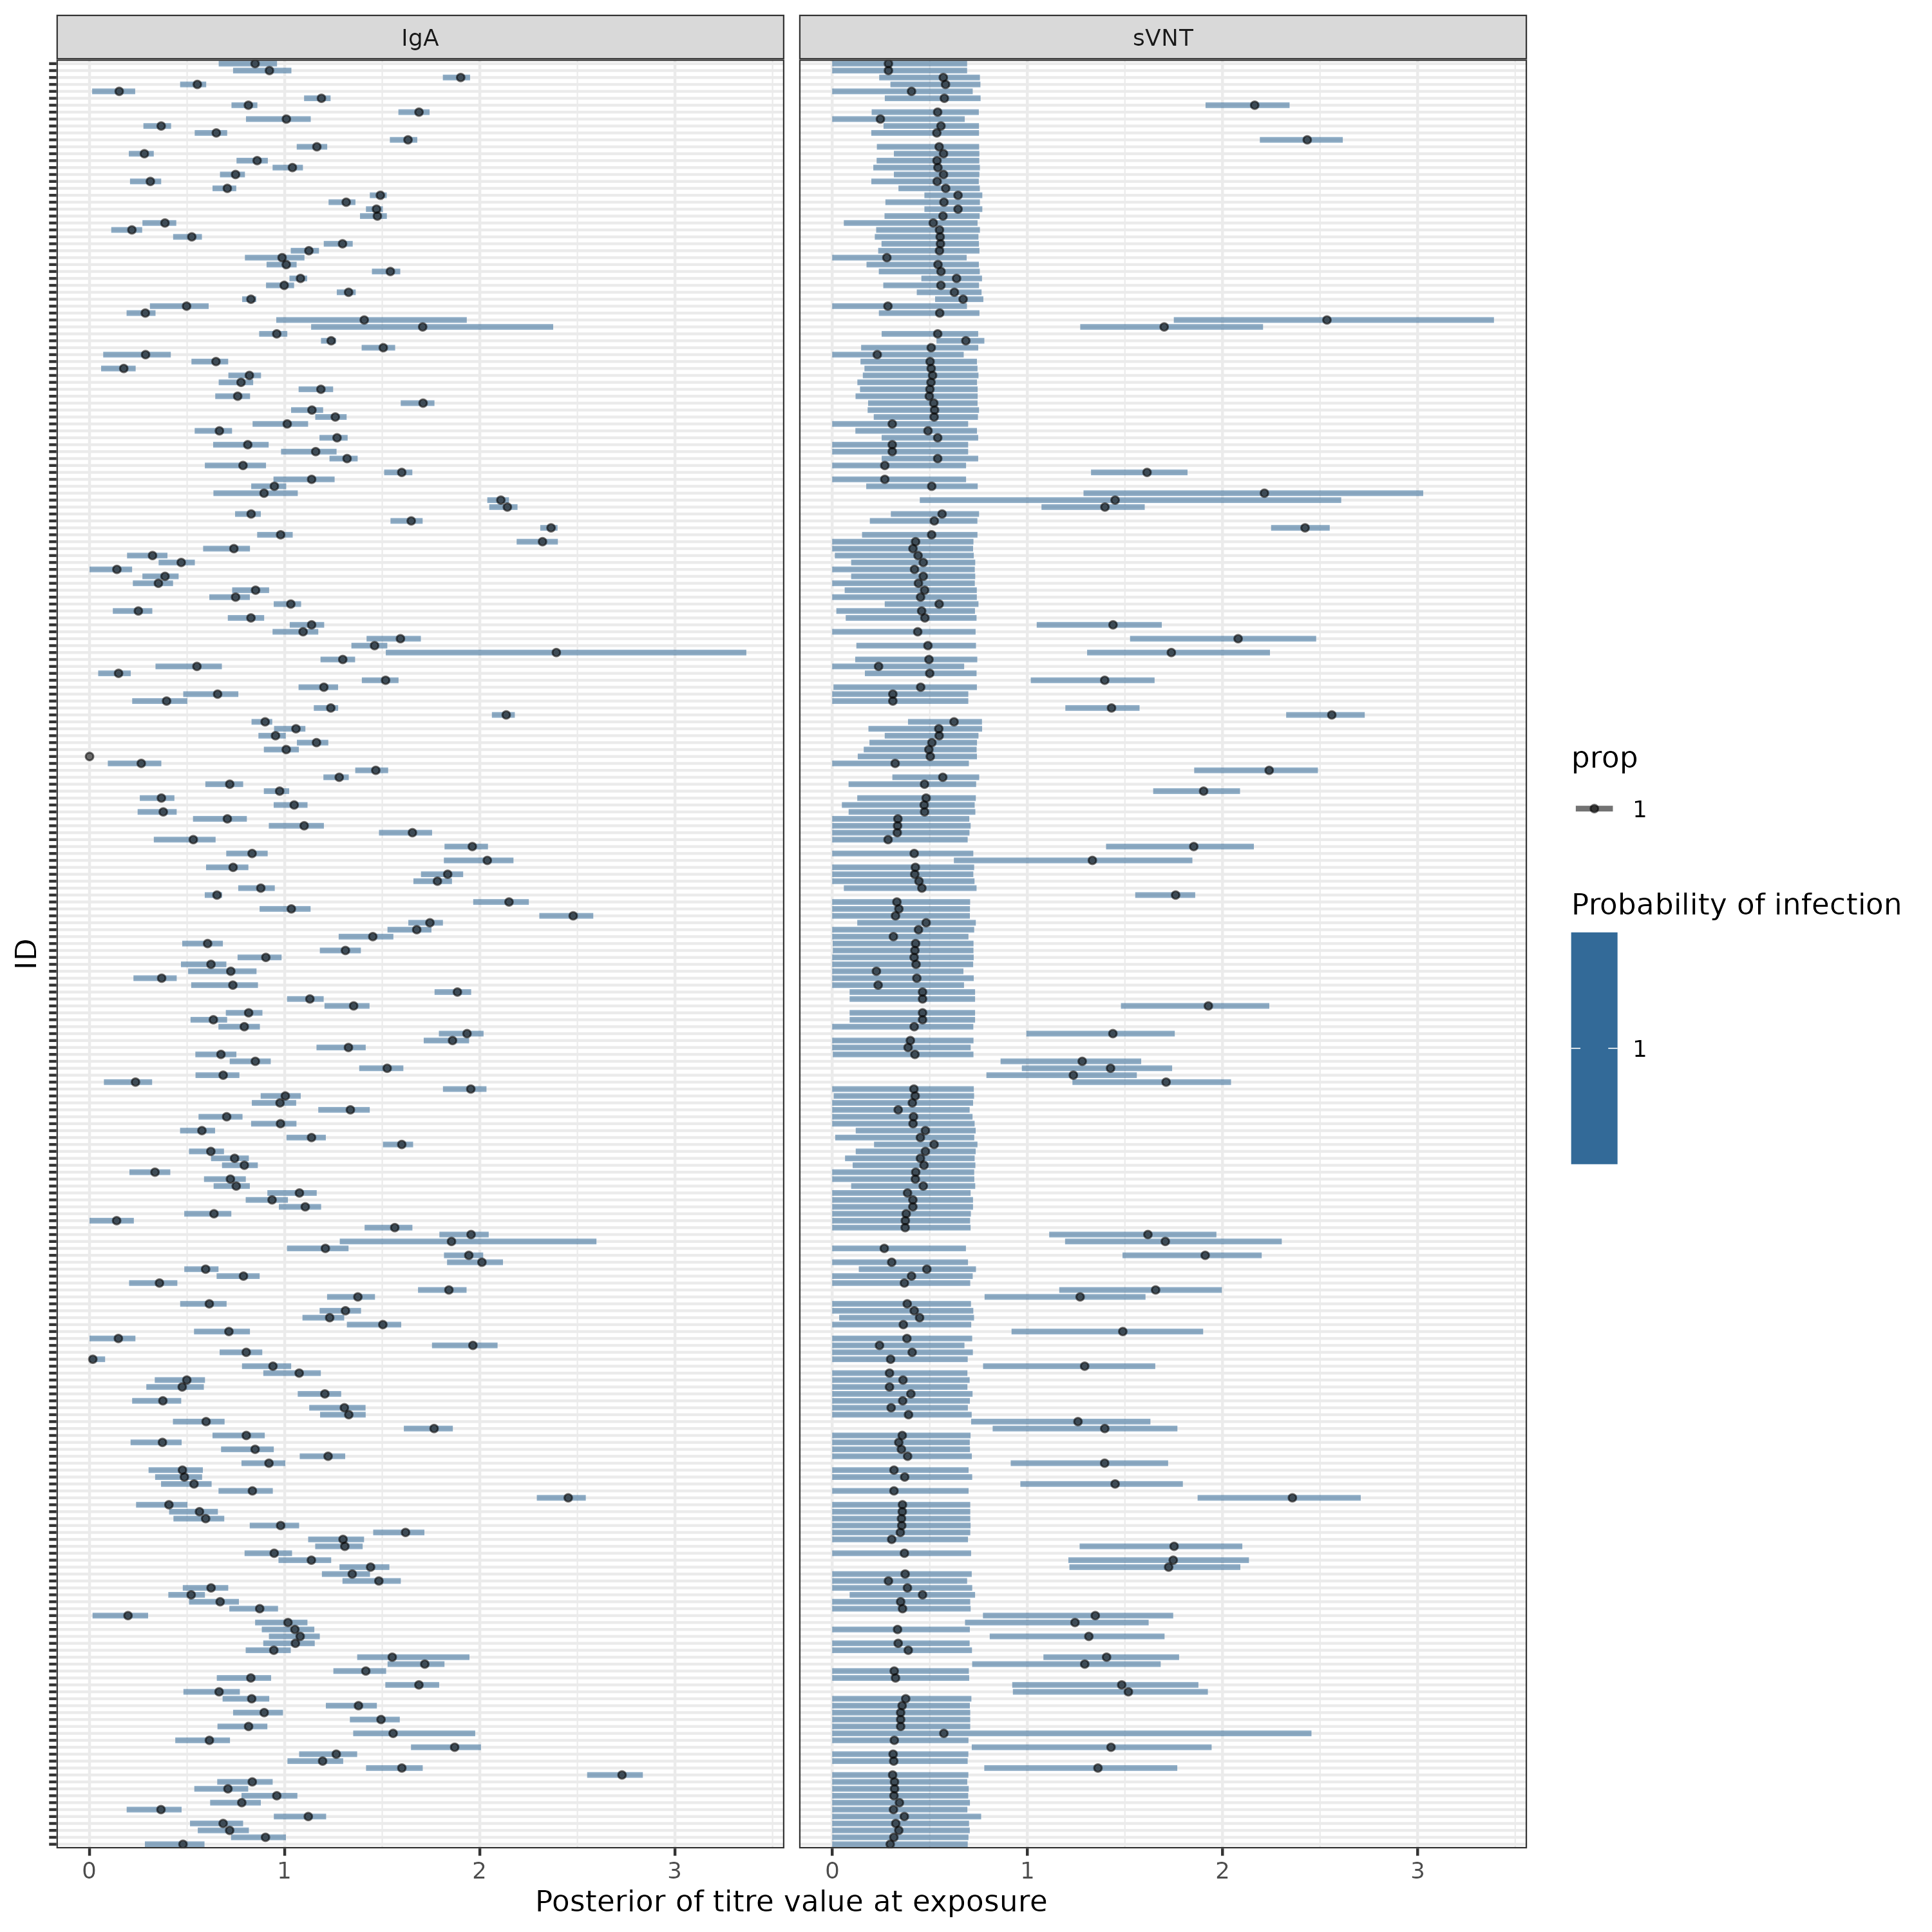 IgA
sVNT
ID
0 1 2 3
0 1 2 3
Posterior of titre value at exposure
prop
1
Probability of infection
1